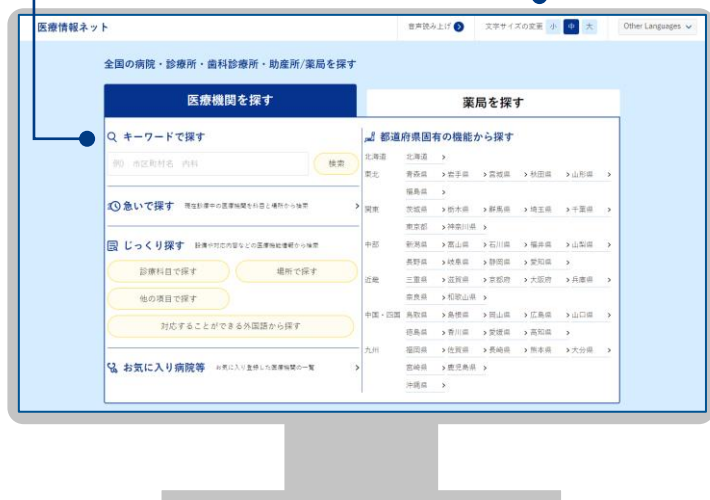 医療情報ネット
音声読み上げ
文字サイズの変更 小 中 大
Other Languages
全国の病院・診療所・歯科診療所・助産所/薬局を探す
医療機関を探す
薬局を探す
キーワードで探す
例) 市区町村名 内科
検索
急いで探す 現在診療中の医療機関を科目と場所から検索
じっくり探す 設備や対応内容などの医療機能情報から検索
診療科目で探す
場所で探す
他の項目で探す
対応することができる外国語から探す
お気に入り病院等 お気に入り登録した医療機関の一覧
都道府県固有の機能から探す
北海道 北海道
東北 青森県 岩手県 宮城県 秋田県 山形県
福島県
関東 茨城県 栃木県 群馬県 埼玉県 千葉県
東京都 神奈川県
中部 新潟県 富山県 石川県 福井県 山梨県
長野県 岐阜県 静岡県 愛知県
近畿 三重県 滋賀県 京都府 大阪府 兵庫県
奈良県 和歌山県
中国・四国 鳥取県 島根県 岡山県 広島県 山口県
徳島県 香川県 愛媛県 高知県
九州 福岡県 佐賀県 長崎県 熊本県 大分県
宮崎県 鹿児島県
沖縄県